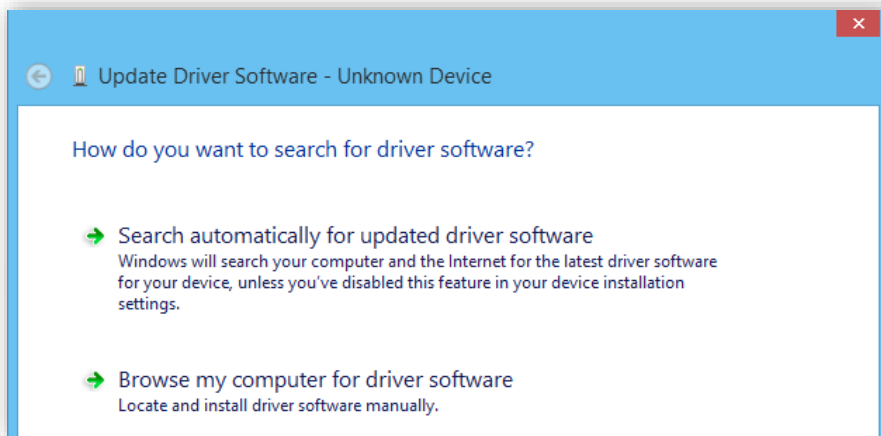 Update Driver Software - Unknown Device
How do you want to search for driver software?
Search automatically for updated driver software
Windows will search your computer and the Internet for the latest driver software
for your device, unless you've disabled this feature in your device installation
settings.
Browse my computer for driver software
Locate and install driver software manually.